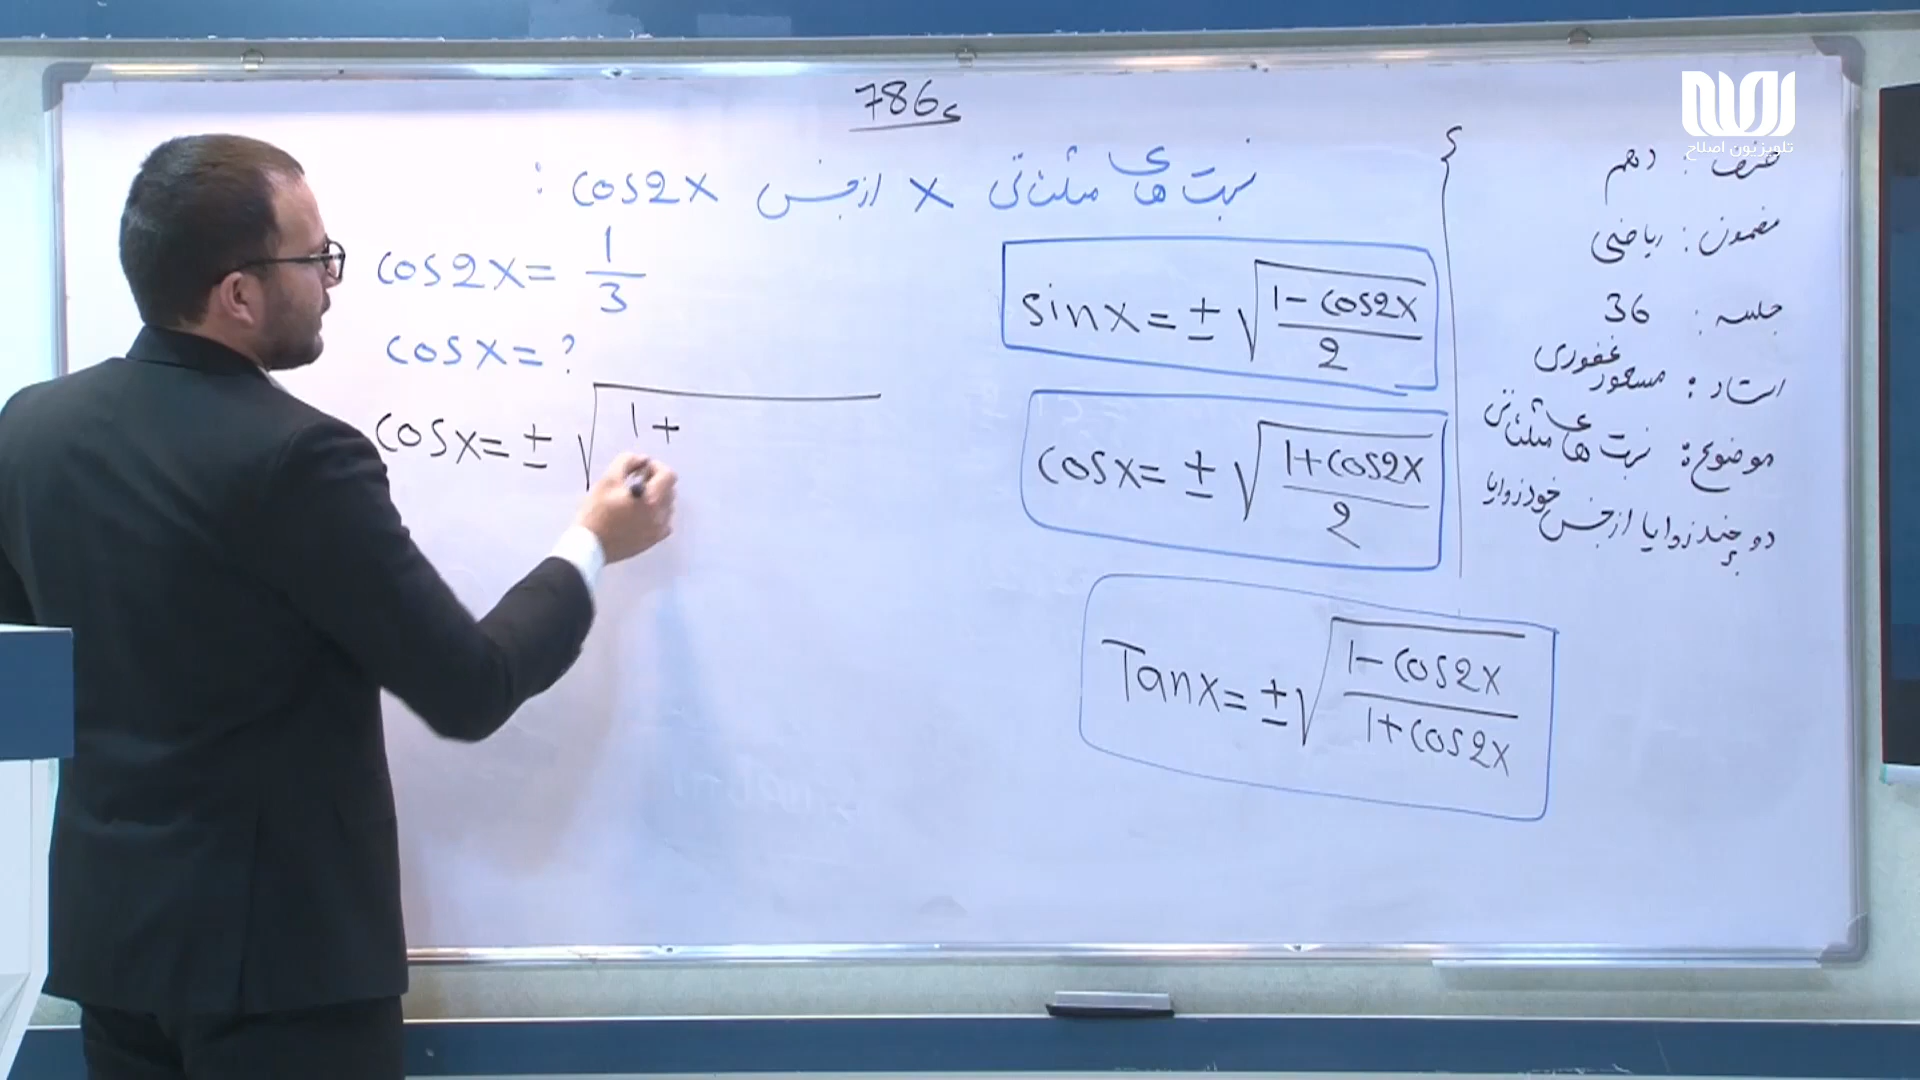 786
نسبت های مثلثاتی x از جنس cos2x :
cos2x = 1/3
cosx = ?
cosx = ± √(1+
sinx = ± √((1-cos2x)/2)
cosx = ± √((1+cos2x)/2)
Tanx = ± √((1-cos2x)/(1+cos2x))
تلویزیون اصلاح
صنف : دهم
مضمون : ریاضی
جلسه : 36
استاد : مسعود غفوری
موضوع : نسبت های مثلثاتی
دو چند زوایا از جنس خود زوایا